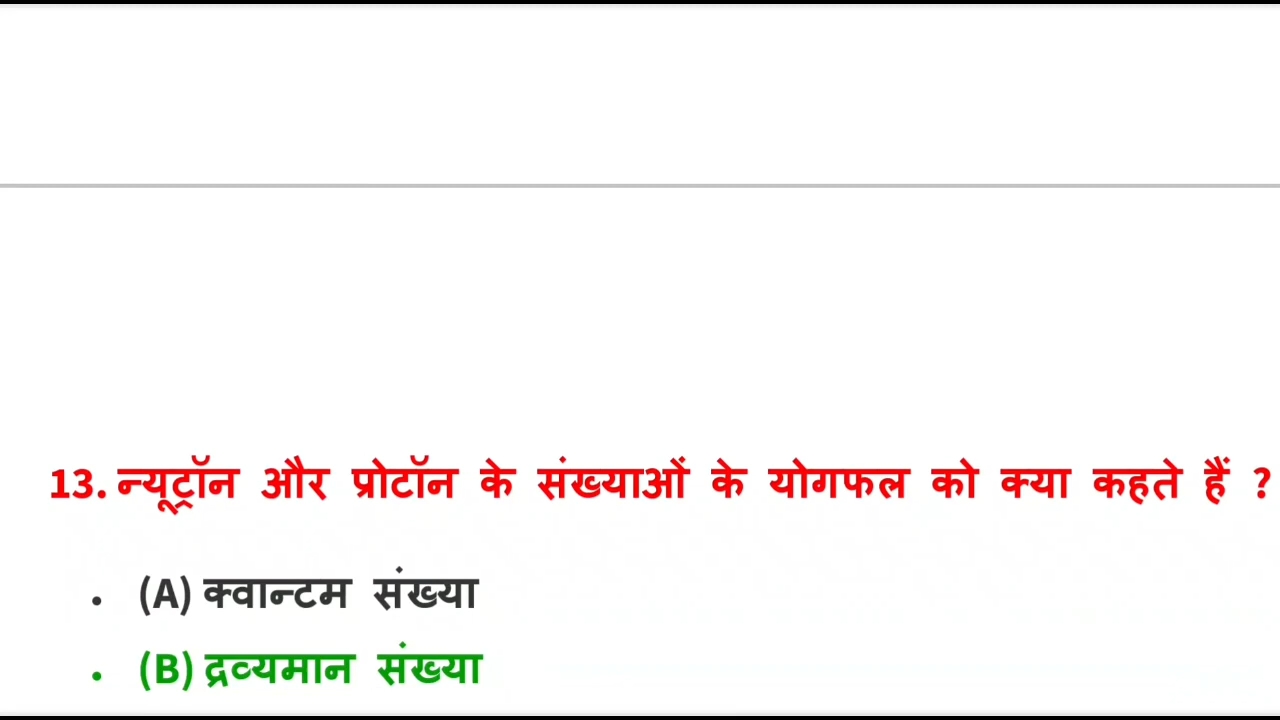 13. न्यूट्रॉन और प्रोटॉन के संख्याओं के योगफल को क्या कहते हैं ?
• (A) क्वान्टम संख्या
• (B) द्रव्यमान संख्या